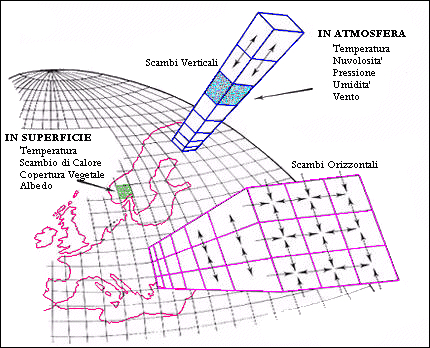 IN ATMOSFERA
Temperatura
Nuvolosita'
Pressione
Umidita'
Vento
Scambi Verticali
IN SUPERFICIE
Temperatura
Scambio di Calore
Copertura Vegetale
Albedo
Scambi Orizzontali